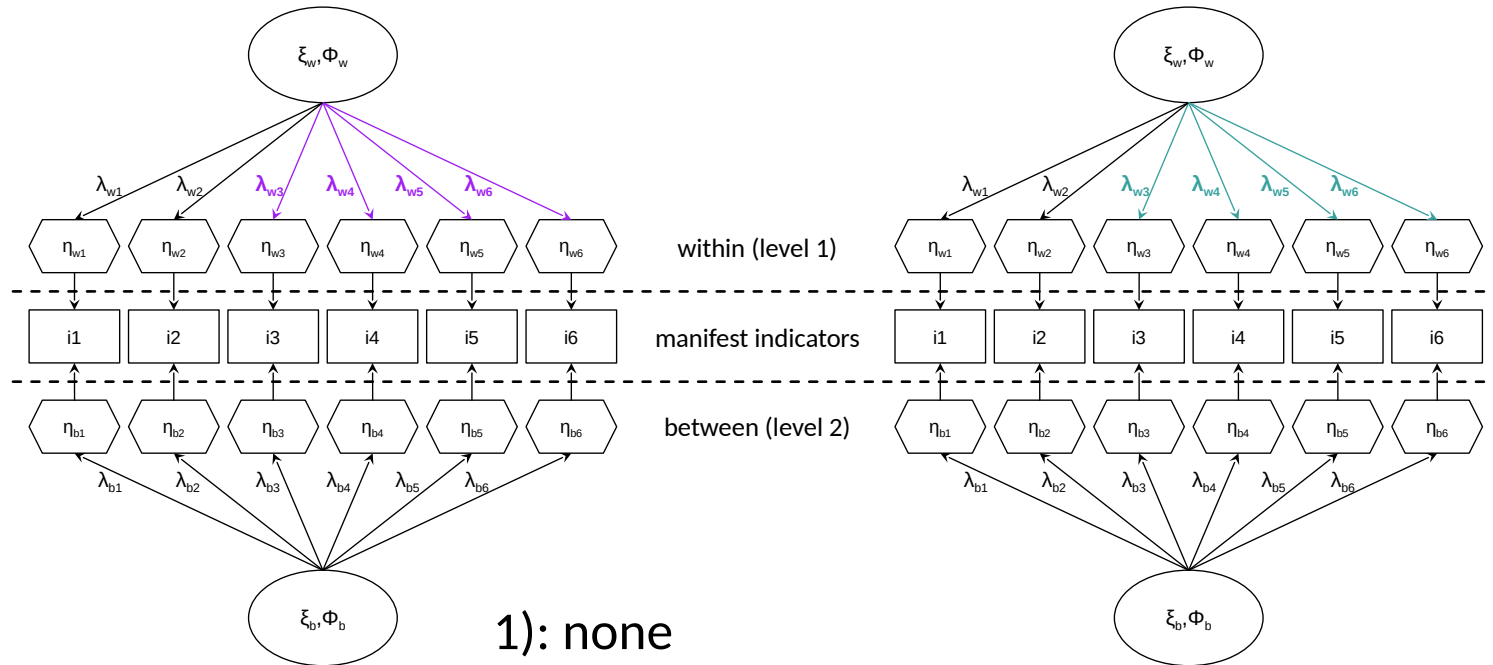 ξw,Φw ξw,Φw
λw1 λw2 λw3 λw4 λw5 λw6 λw1 λw2 λw3 λw4 λw5 λw6
ηw1 ηw2 ηw3 ηw4 ηw5 ηw6 within (level 1) ηw1 ηw2 ηw3 ηw4 ηw5 ηw6
i1 i2 i3 i4 i5 i6 manifest indicators i1 i2 i3 i4 i5 i6
ηb1 ηb2 ηb3 ηb4 ηb5 ηb6 between (level 2) ηb1 ηb2 ηb3 ηb4 ηb5 ηb6
λb1 λb2 λb3 λb4 λb5 λb6 λb1 λb2 λb3 λb4 λb5 λb6
ξb,Φb ξb,Φb
1): none